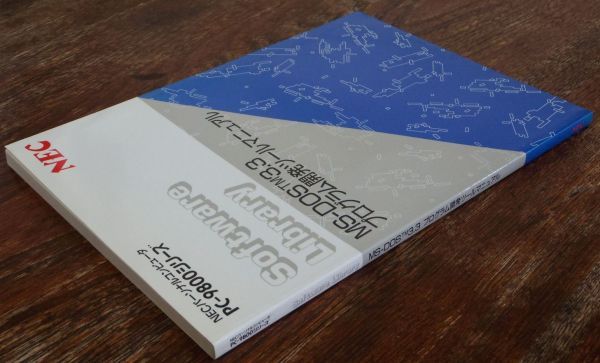 NECパーソナルコンピュータ
PC-9800シリーズ
Software
Library
MS-DOS™3.3
プログラム開発ツールマニュアル
NEC
MS-DOS™3.3 プログラム開発ツールマニュアル